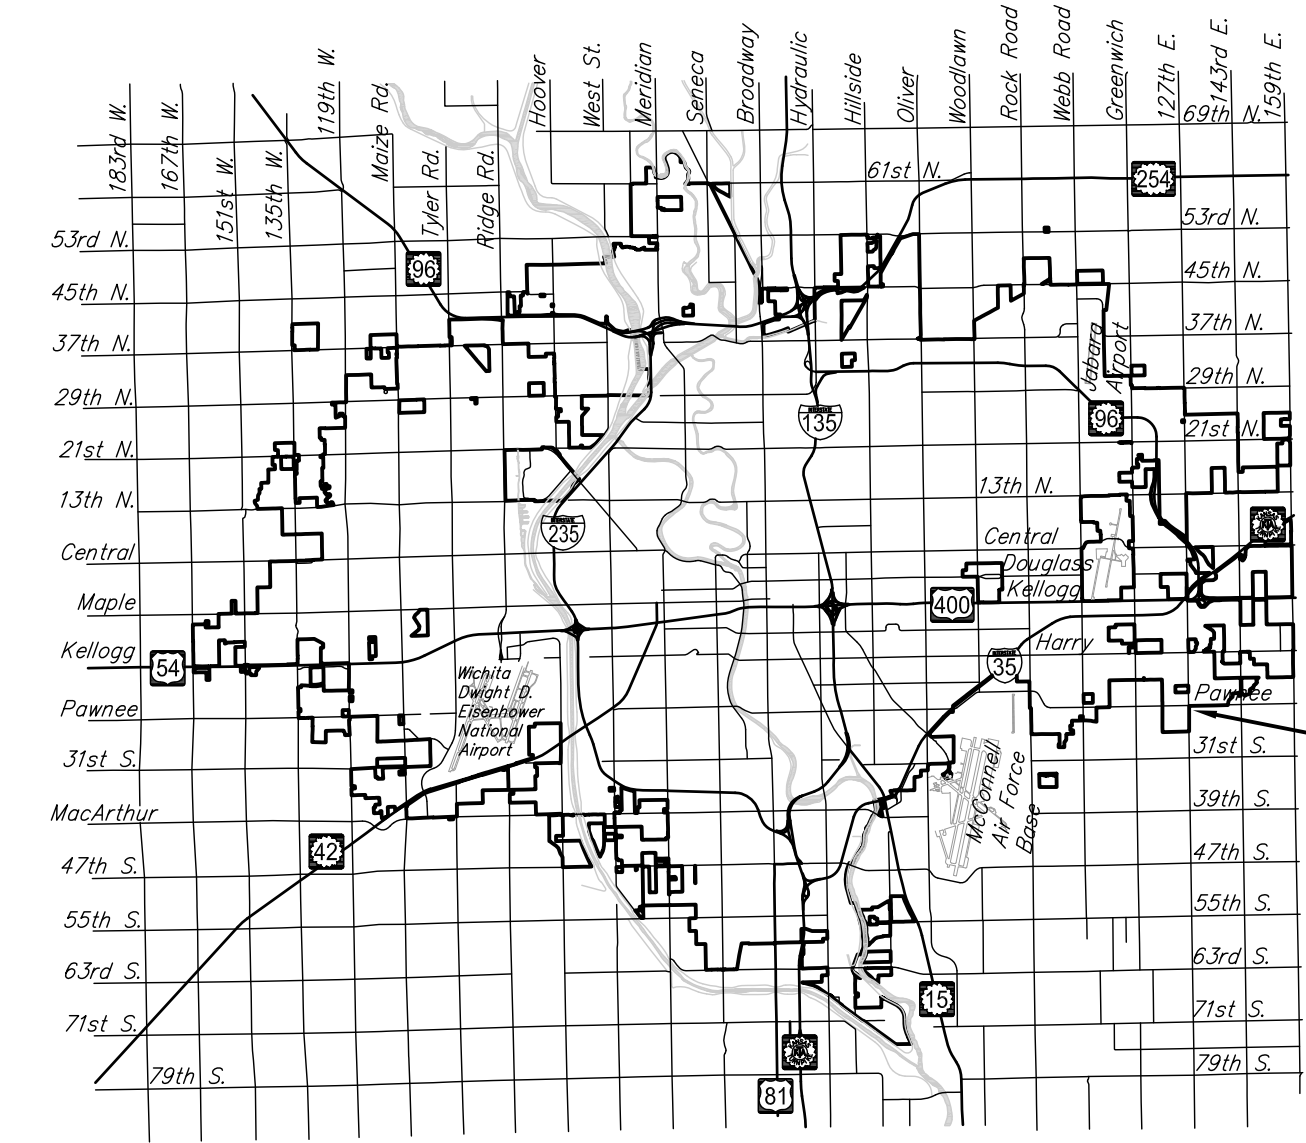 183rd W.
167th W.
151st W.
135th W.
119th W.
Maize Rd.
Tyler Rd.
Ridge Rd.
Hoover
West St.
Meridian
Seneca
Broadway
Hydraulic
Hillside
Oliver
Woodlawn
Rock Road
Webb Road
Greenwich
127th E.
143rd E.
159th E.
69th N.
61st N.
254
53rd N.
53rd N.
96
45th N.
45th N.
37th N.
37th N.
Jabara
Airport
29th N.
29th N.
135
96
21st N.
21st N.
13th N.
13th N.
235
Central
Central
Douglass
Maple
Kellogg
400
Kellogg
54
Harry
35
Wichita
Dwight D.
Eisenhower
National
Airport
Pawnee
Pawnee
31st S.
31st S.
McConnell
Air Force
Base
MacArthur
39th S.
42
47th S.
47th S.
55th S.
55th S.
63rd S.
63rd S.
15
71st S.
71st S.
79th S.
79th S.
81